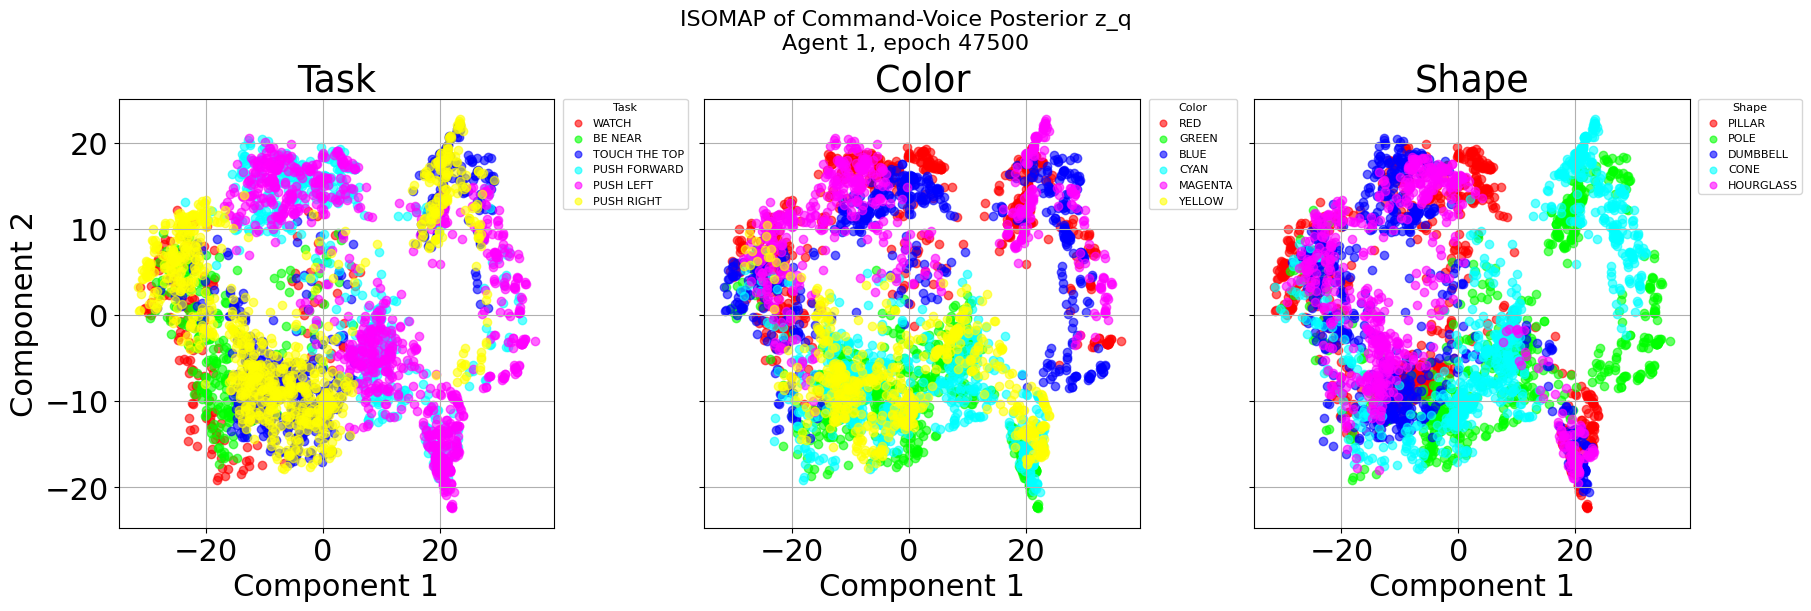 ISOMAP of Command-Voice Posterior z_q
Agent 1, epoch 47500
Task
Color
Shape
Task
WATCH
BE NEAR
TOUCH THE TOP
PUSH FORWARD
PUSH LEFT
PUSH RIGHT
Color
RED
GREEN
BLUE
CYAN
MAGENTA
YELLOW
Shape
PILLAR
POLE
DUMBBELL
CONE
HOURGLASS
Component 2
20
10
0
−10
−20
−20 0 20
−20 0 20
−20 0 20
Component 1
Component 1
Component 1